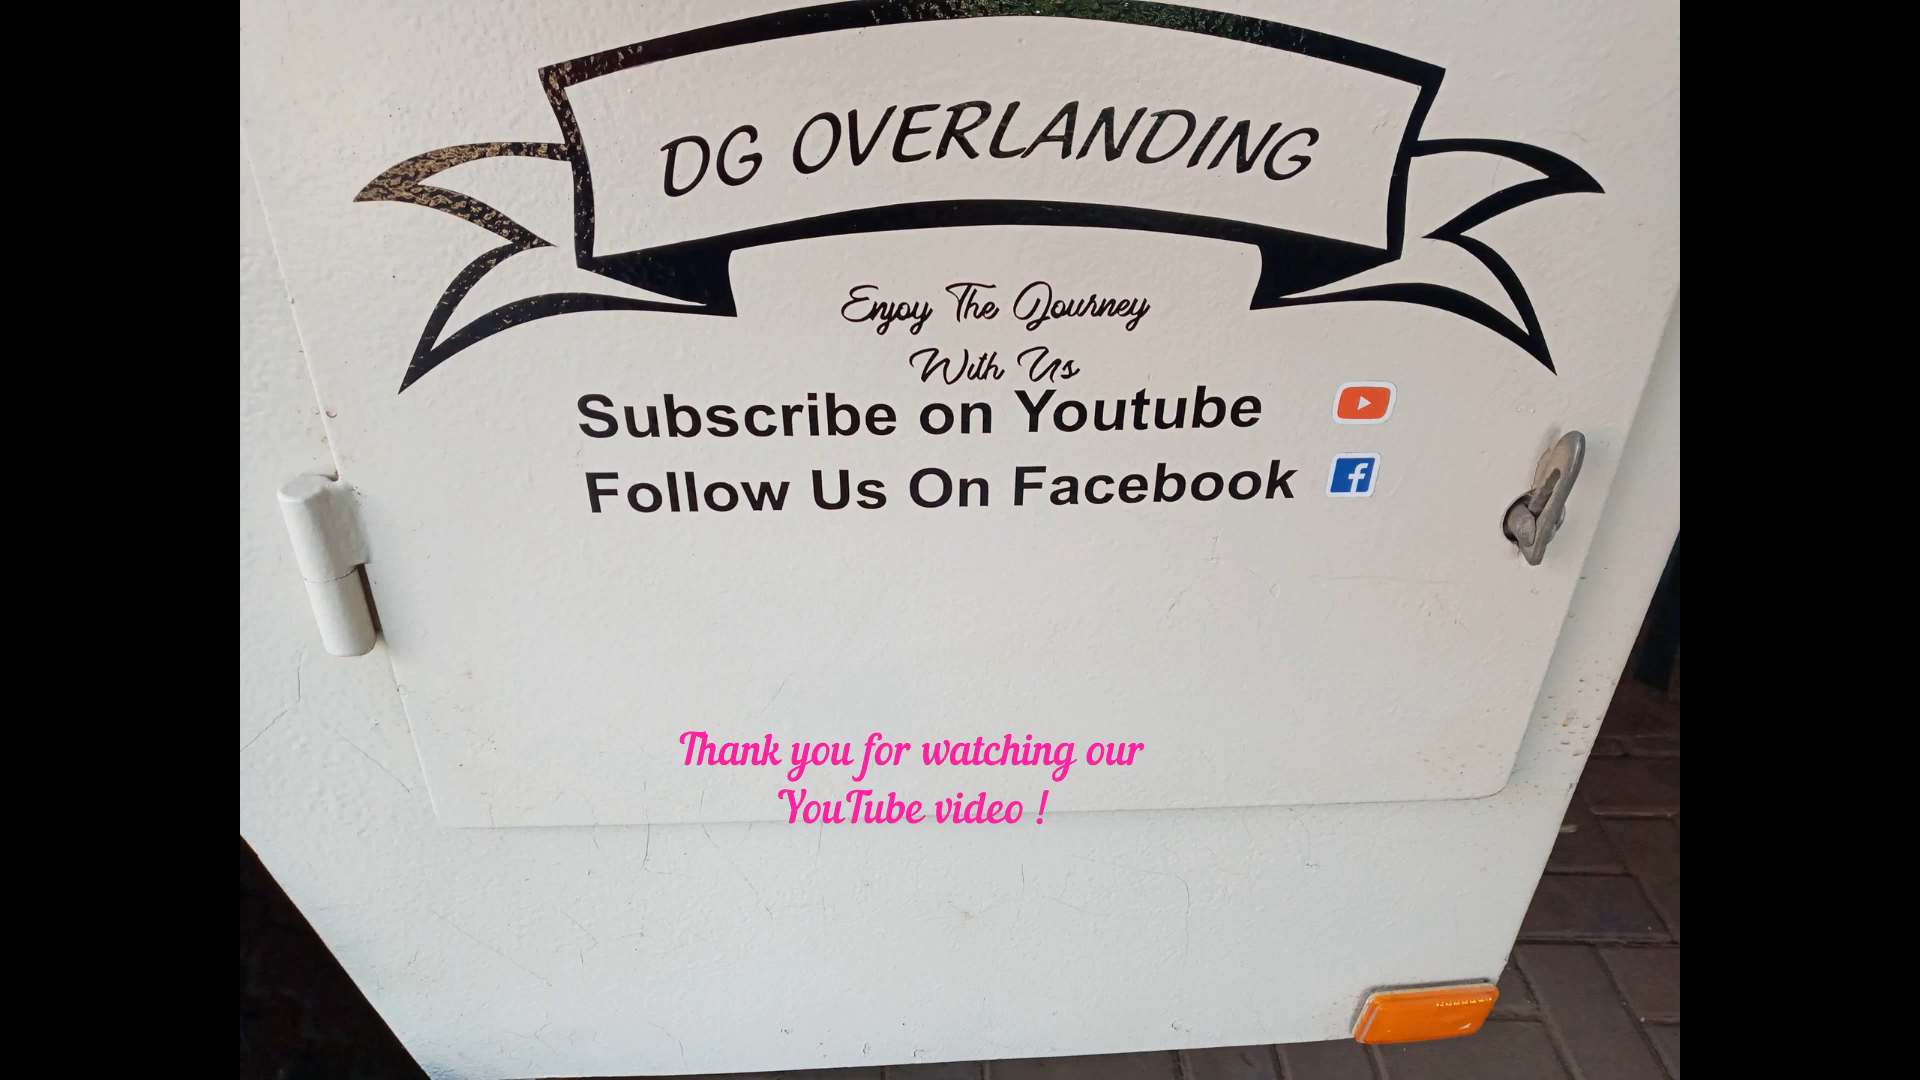 DG OVERLANDING
Enjoy The Journey
With Us
Subscribe on Youtube
Follow Us On Facebook
Thank you for watching our
YouTube video !